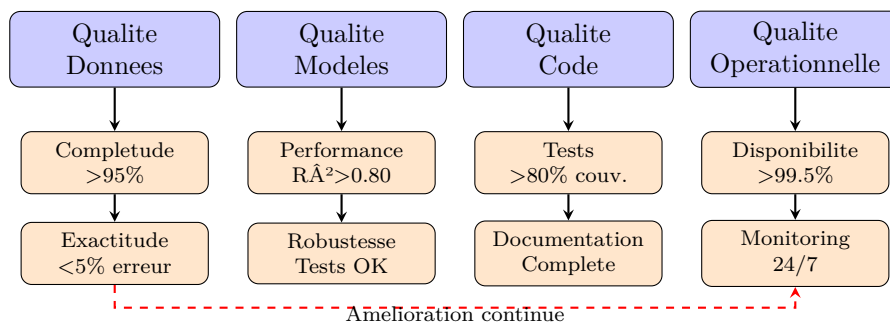 Qualite
Donnees
Qualite
Modeles
Qualite
Code
Qualite
Operationnelle
Completude
>95%
Performance
RÂ²>0.80
Tests
>80% couv.
Disponibilite
>99.5%
Exactitude
<5% erreur
Robustesse
Tests OK
Documentation
Complete
Monitoring
24/7
Amelioration continue